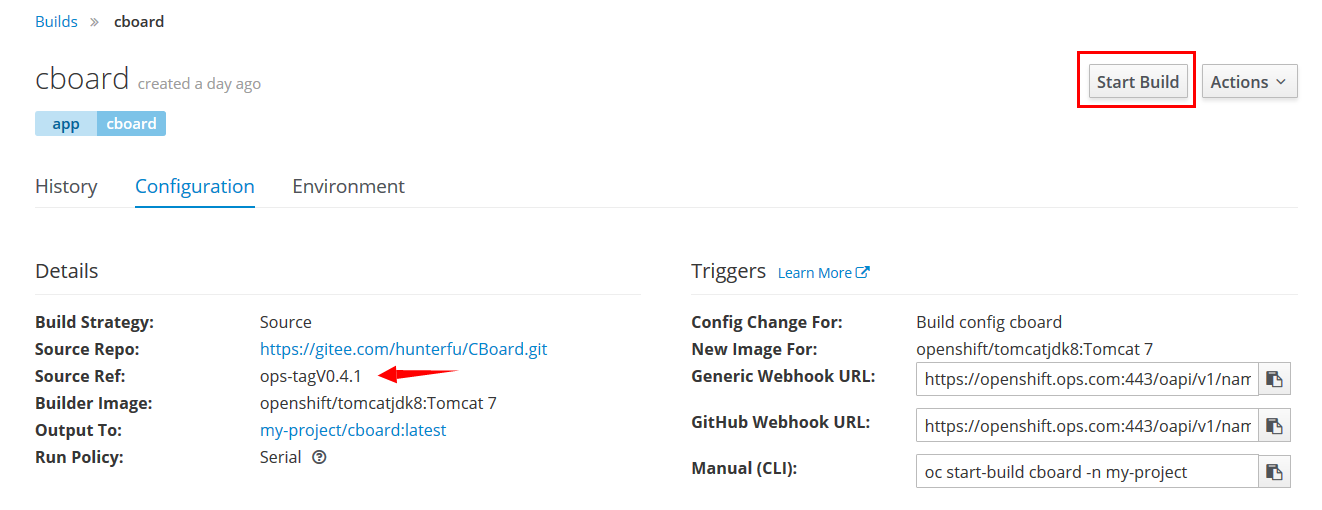 Builds » cboard
cboard created a day ago
Start Build
Actions
app cboard
History Configuration Environment
Details
Build Strategy: Source
Source Repo: https://gitee.com/hunterfu/CBoard.git
Source Ref: ops-tagV0.4.1
Builder Image: openshift/tomcatjdk8:Tomcat 7
Output To: my-project/cboard:latest
Run Policy: Serial
Triggers Learn More
Config Change For: Build config cboard
New Image For: openshift/tomcatjdk8:Tomcat 7
Generic Webhook URL: https://openshift.ops.com:443/oapi/v1/nam
GitHub Webhook URL: https://openshift.ops.com:443/oapi/v1/nam
Manual (CLI): oc start-build cboard -n my-project